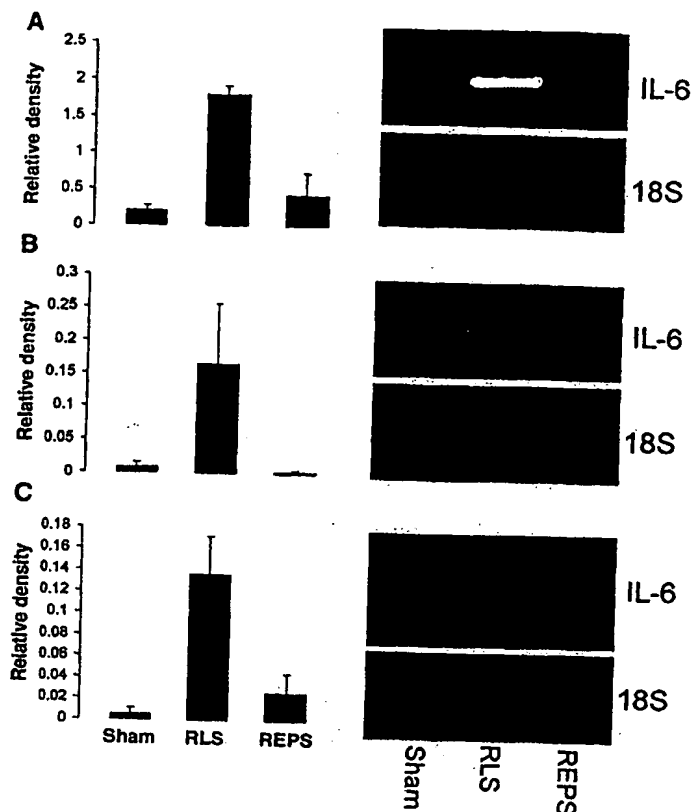 A
Relative density
2.5
2
1.5
1
0.5
0
IL-6
18S
B
Relative density
0.3
0.25
0.2
0.15
0.1
0.05
0
IL-6
18S
C
Relative density
0.18
0.16
0.14
0.12
0.1
0.08
0.06
0.04
0.02
0
Sham RLS REPS
IL-6
18S
Sham
RLS
REPS